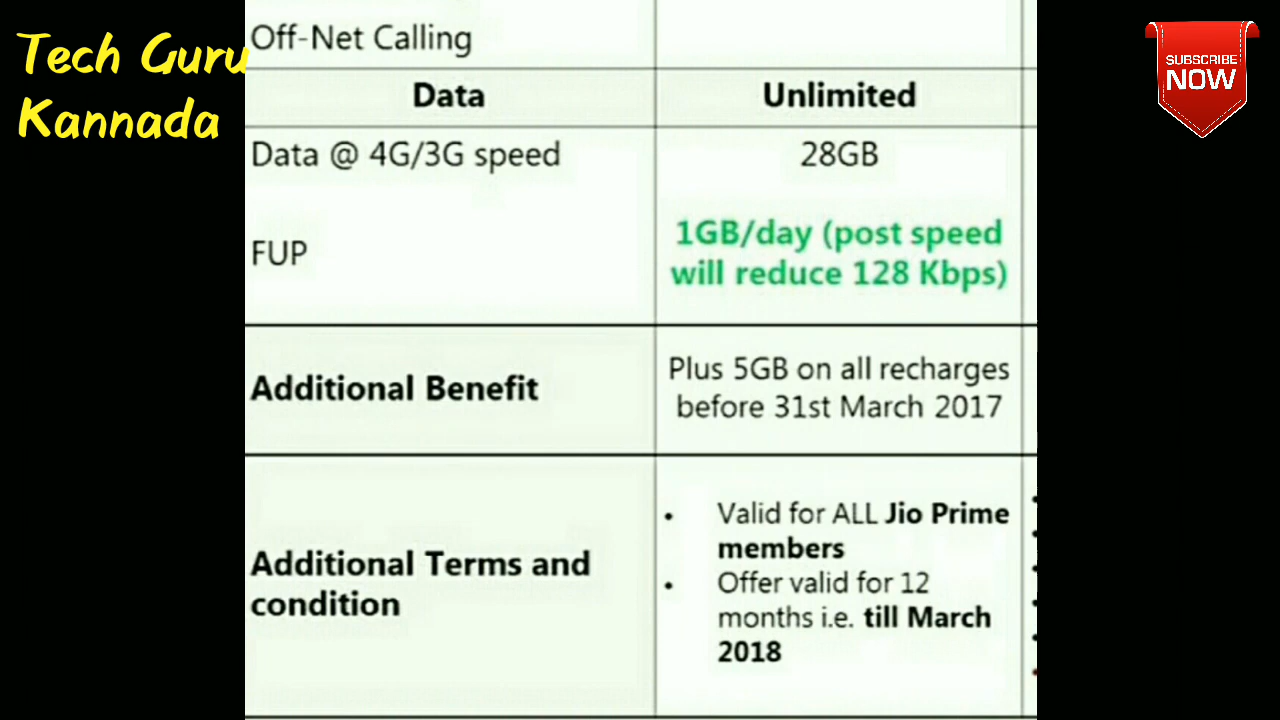 Tech Guru
Kannada
SUBSCRIBE
NOW
Off-Net Calling
Data
Unlimited
Data @ 4G/3G speed
28GB
FUP
1GB/day (post speed
will reduce 128 Kbps)
Additional Benefit
Plus 5GB on all recharges
before 31st March 2017
Additional Terms and
condition
• Valid for ALL Jio Prime
members
• Offer valid for 12
months i.e. till March
2018